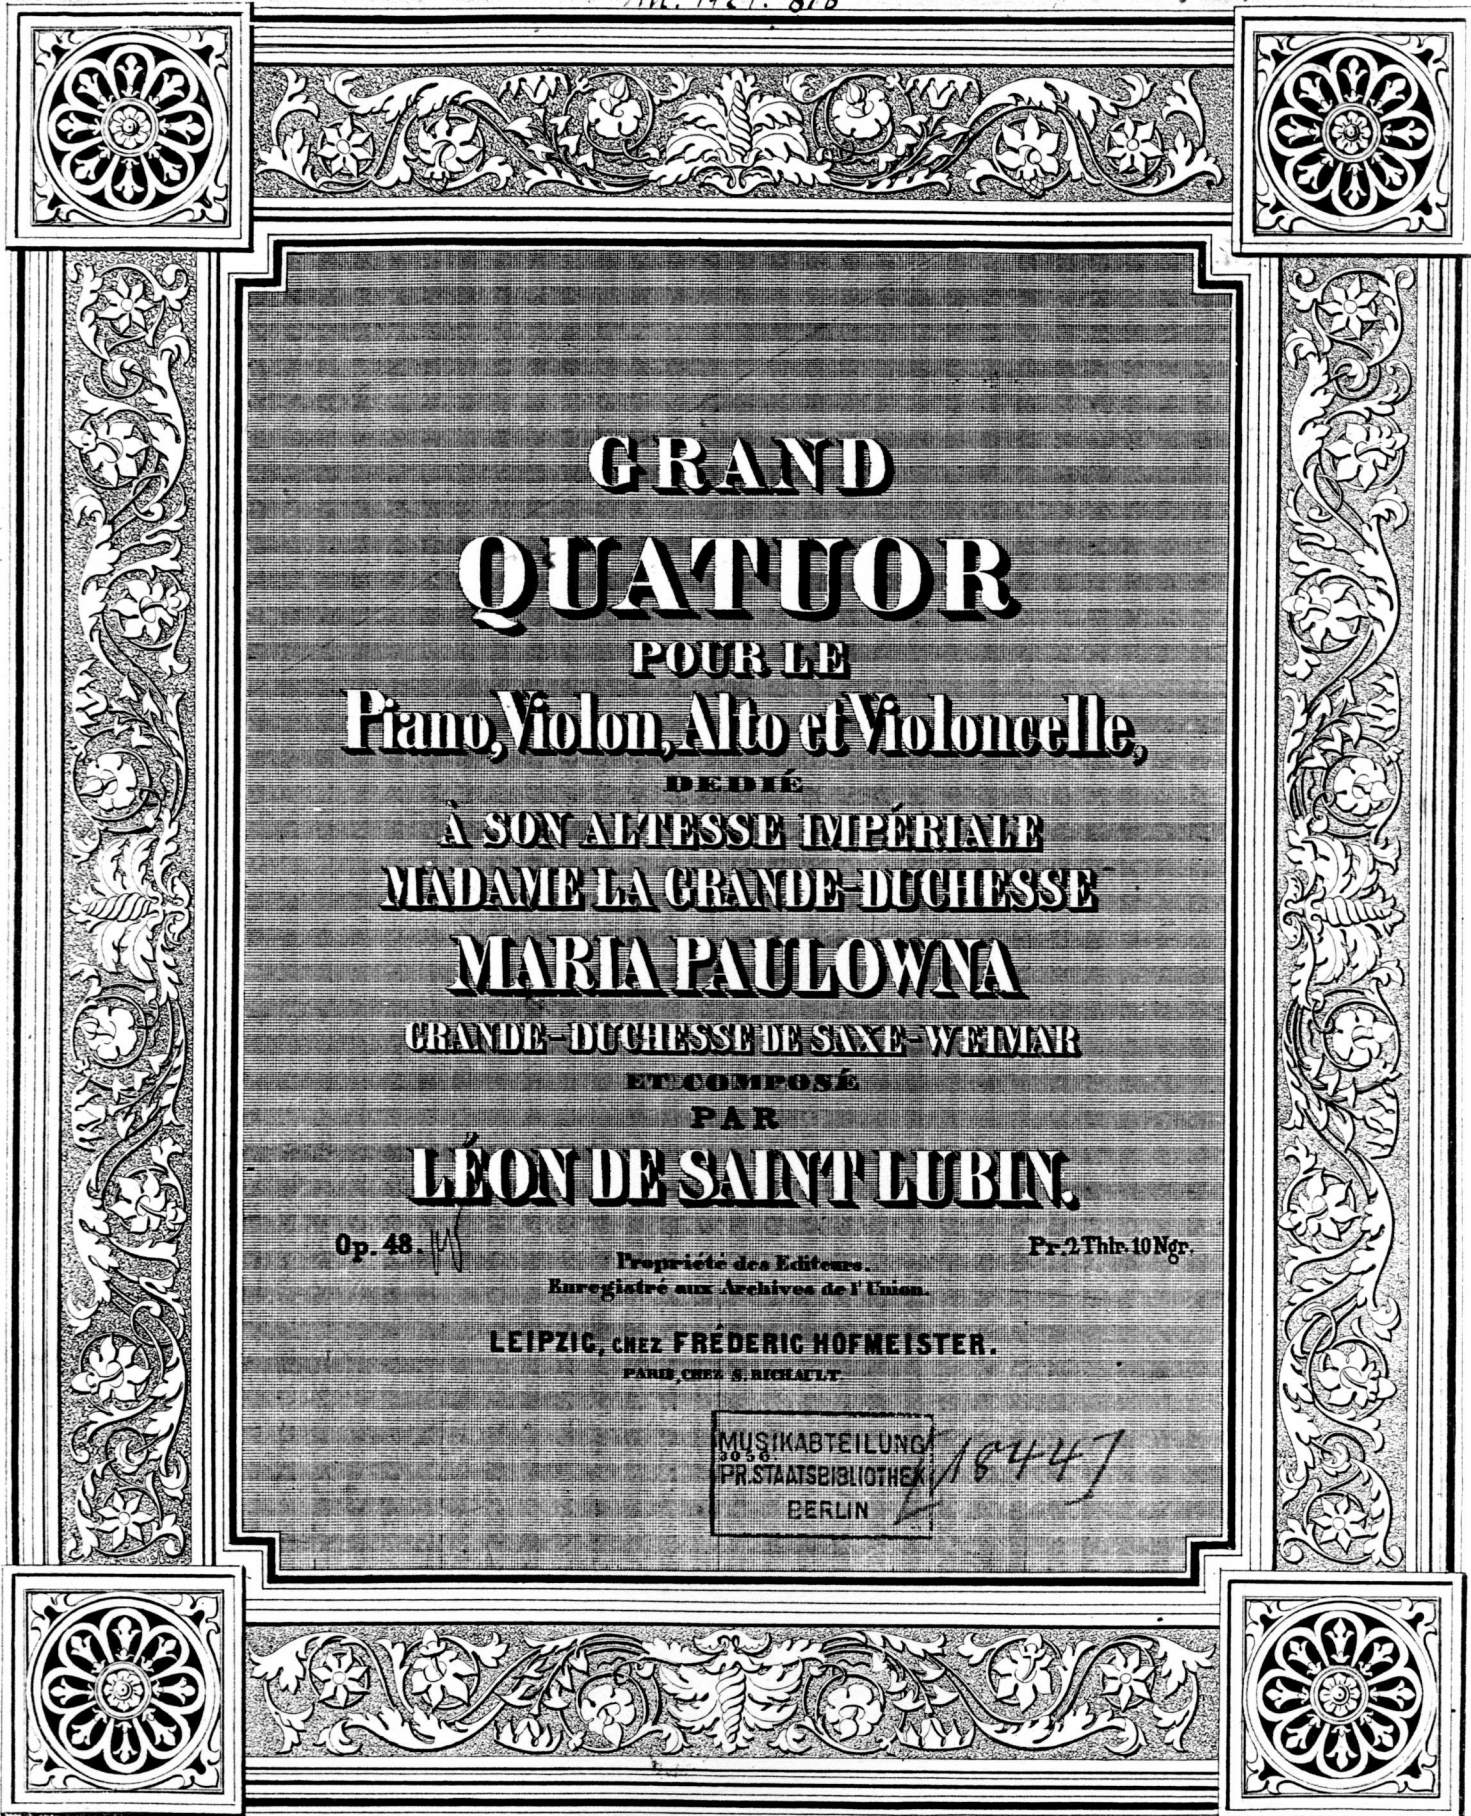 GRAND
QUATUOR
POUR LE
Piano, Violon, Alto et Violoncelle,
DEDIÉ
À SON ALTESSE IMPÉRIALE
MADAME LA GRANDE-DUCHESSE
MARIA PAULOWNA
GRANDE-DUCHESSE DE SAXE-WEIMAR
ET COMPOSÉ
PAR
LÉON DE SAINT LUBIN.
Op. 48. Pr. 2 Thlr. 10 Ngr.
Propriété des Editeurs.
Enregistré aux Archives de l'Union.
LEIPZIG, CHEZ FRÉDERIC HOFMEISTER.
PARIS, CHEZ S. RICHAULT.
MUSIKABTEILUNG
3056.
PR. STAATSBIBLIOTHEK
BERLIN
[1844]